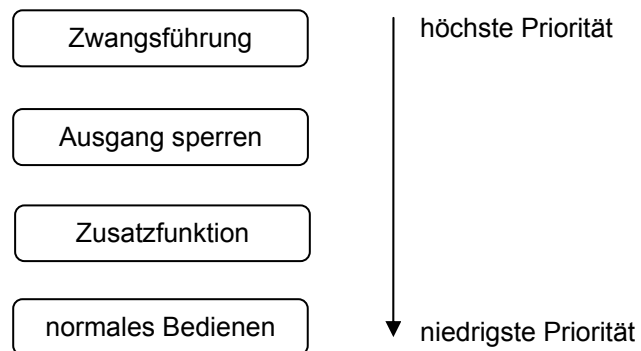 Zwangsführung
höchste Priorität
Ausgang sperren
Zusatzfunktion
normales Bedienen
niedrigste Priorität